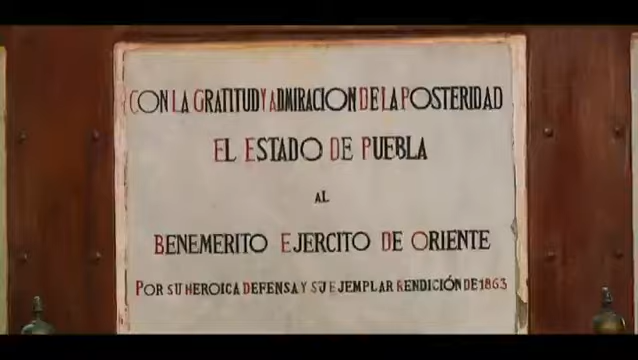 CON LA GRATITUD Y ADMIRACION DE LA POSTERIDAD
EL ESTADO DE PUEBLA
AL
BENEMERITO EJERCITO DE ORIENTE
POR SU HEROICA DEFENSA Y SU EJEMPLAR RENDICIÓN DE 1863